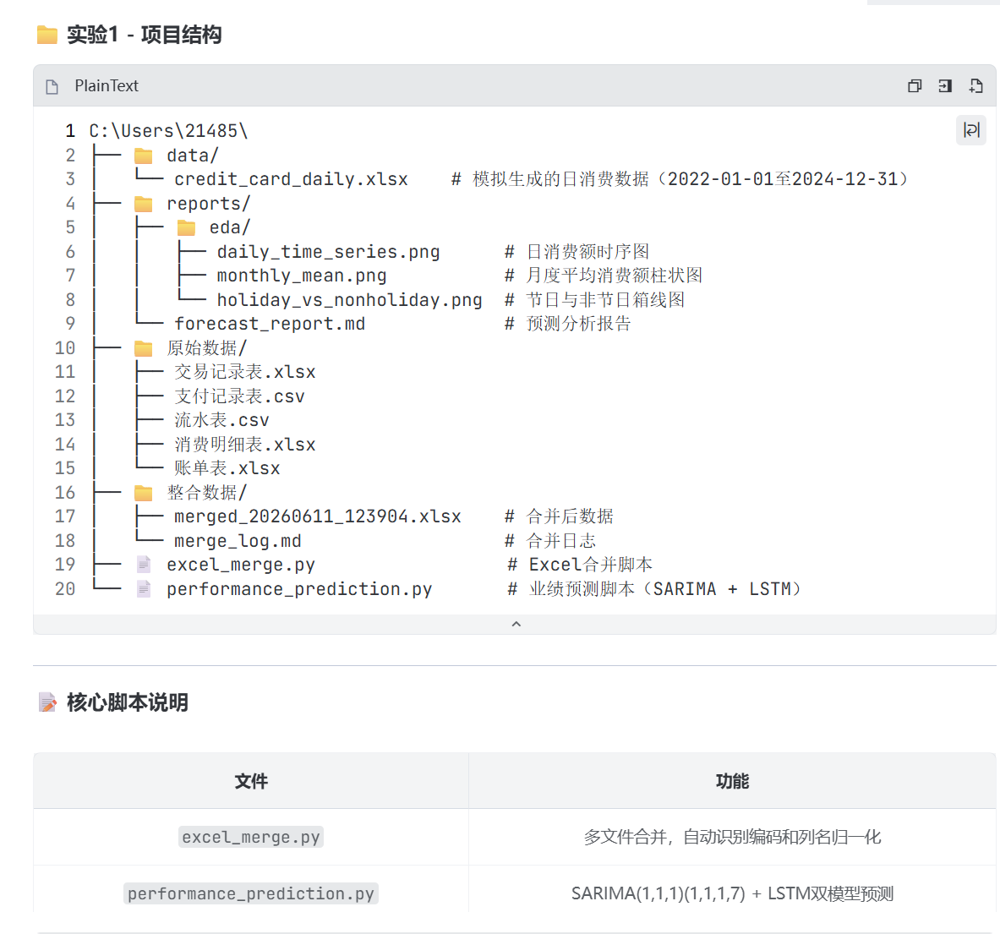 实验1 - 项目结构
PlainText
1 C:\Users\21485\
2 ├── data/
3 │   └── credit_card_daily.xlsx    # 模拟生成的日消费数据（2022-01-01至2024-12-31）
4 ├── reports/
5 │   ├── eda/
6 │   │   ├── daily_time_series.png      # 日消费额时序图
7 │   │   ├── monthly_mean.png           # 月度平均消费额柱状图
8 │   │   └── holiday_vs_nonholiday.png  # 节日与非节日箱线图
9 │   └── forecast_report.md             # 预测分析报告
10 ├── 原始数据/
11 │   ├── 交易记录表.xlsx
12 │   ├── 支付记录表.csv
13 │   ├── 流水表.csv
14 │   ├── 消费明细表.xlsx
15 │   └── 账单表.xlsx
16 ├── 整合数据/
17 │   ├── merged_20260611_123904.xlsx    # 合并后数据
18 │   └── merge_log.md                   # 合并日志
19 ├── excel_merge.py                  # Excel合并脚本
20 └── performance_prediction.py       # 业绩预测脚本（SARIMA + LSTM）
核心脚本说明
文件 功能
excel_merge.py 多文件合并，自动识别编码和列名归一化
performance_prediction.py SARIMA(1,1,1)(1,1,1,7) + LSTM双模型预测